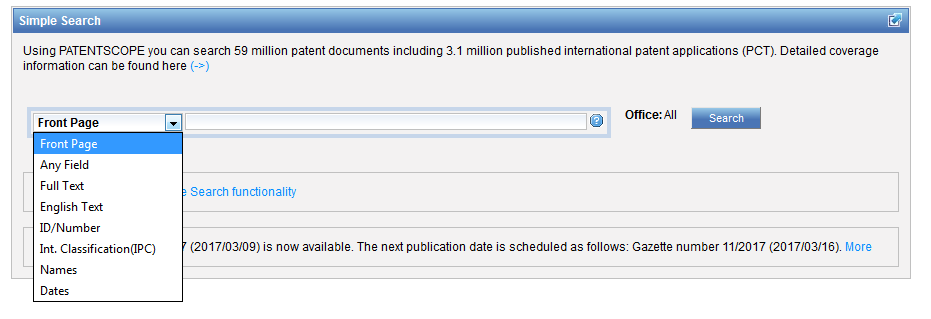 Simple Search
Using PATENTSCOPE you can search 59 million patent documents including 3.1 million published international patent applications (PCT). Detailed coverage
information can be found here (->)
Front Page
Office: All
Search
Front Page
Any Field
Full Text
English Text
ID/Number
Int. Classification(IPC)
Names
Dates
Search functionality
(2017/03/09) is now available. The next publication date is scheduled as follows: Gazette number 11/2017 (2017/03/16). More